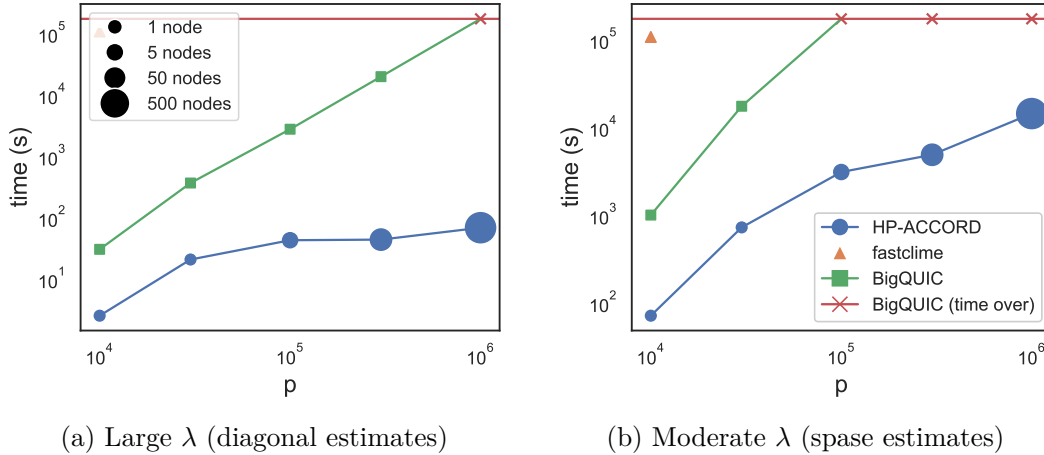 10^5
10^4
10^3
10^2
10^1
time (s)
1 node
5 nodes
50 nodes
500 nodes
10^4
10^5
10^6
p
(a) Large λ (diagonal estimates)
10^5
10^4
10^3
10^2
time (s)
HP-ACCORD
fastclime
BigQUIC
BigQUIC (time over)
10^4
10^5
10^6
p
(b) Moderate λ (spase estimates)